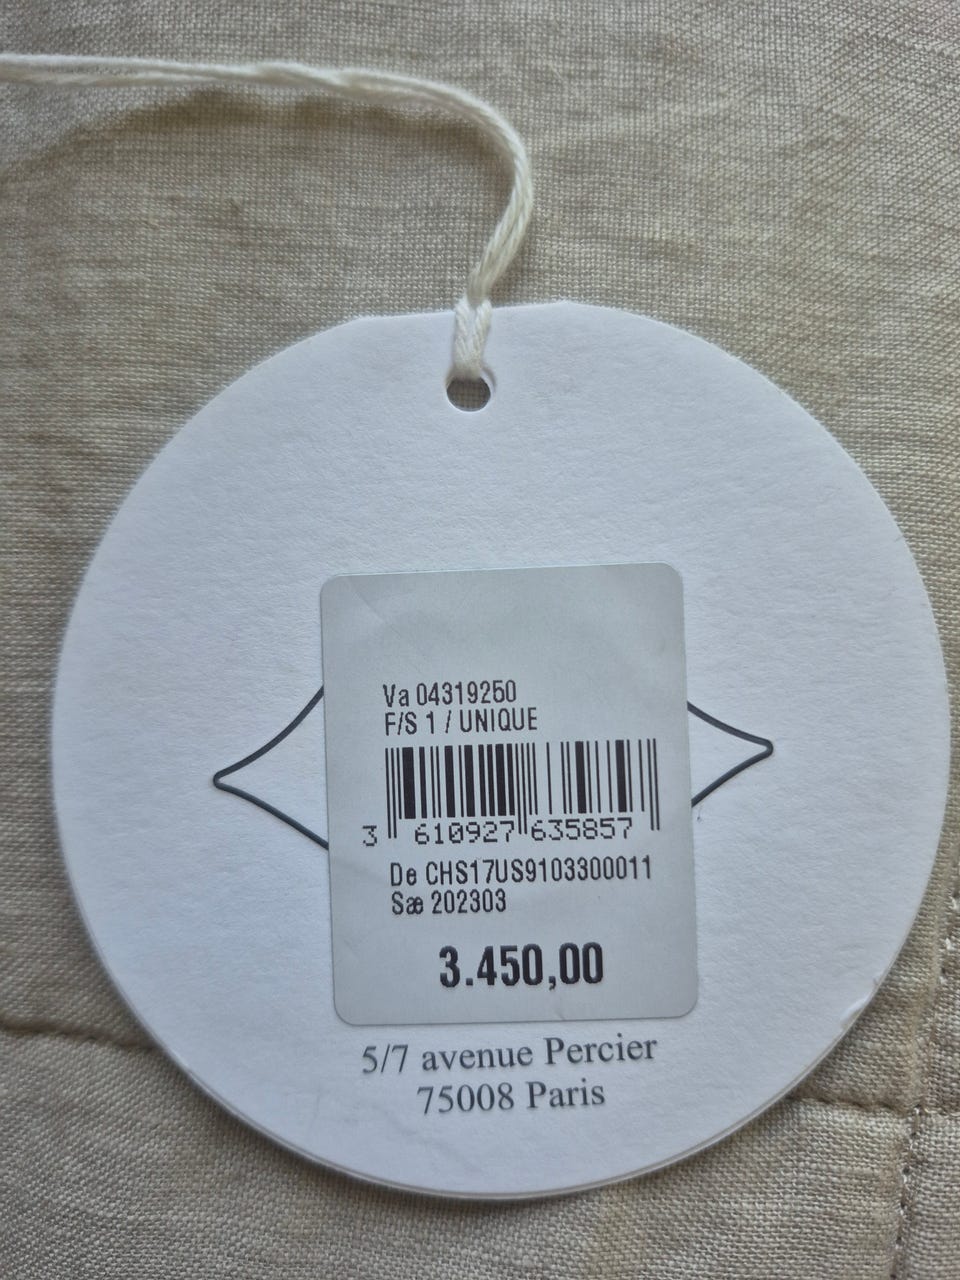 Va 04319250
F/S 1 / UNIQUE
3 610927 635857
De CHS17US9103300011
Sæ 202303
3.450,00
5/7 avenue Percier
75008 Paris